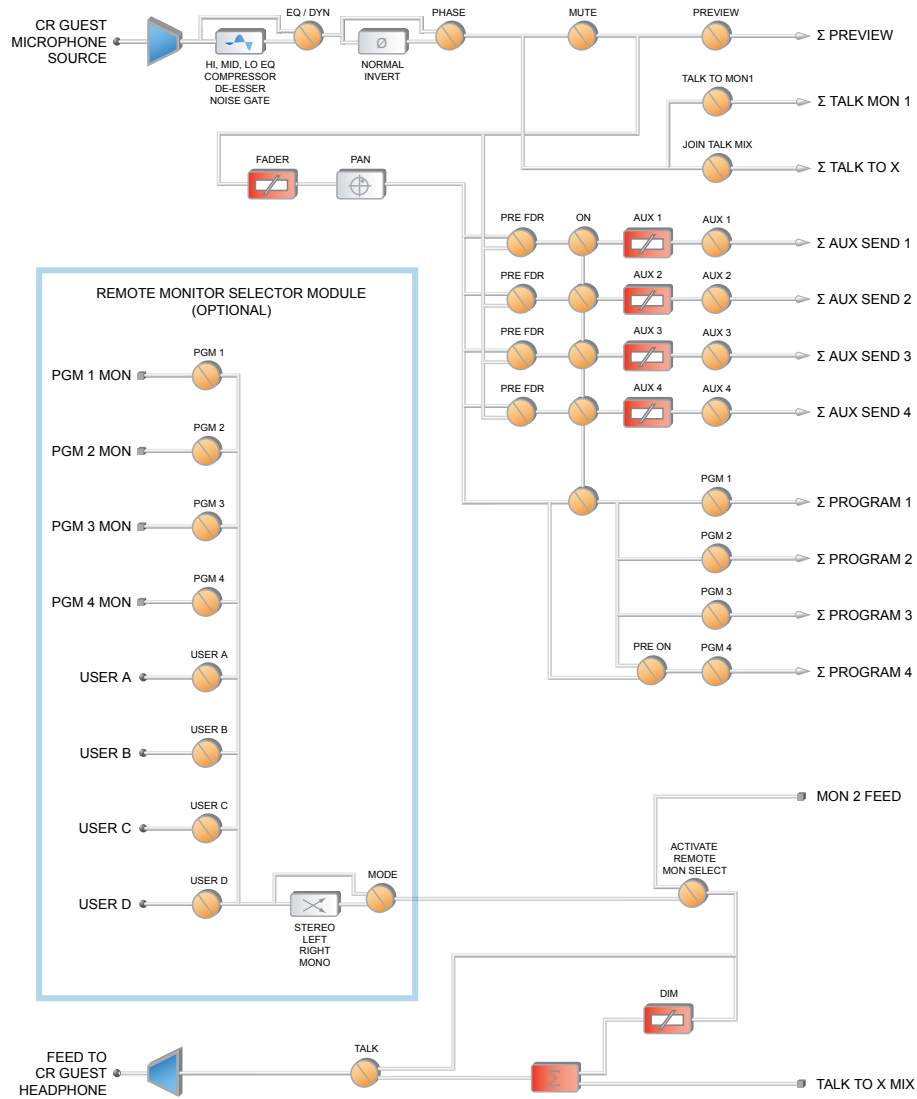 CR GUEST
MICROPHONE
SOURCE
EQ / DYN
HI, MID, LO EQ
COMPRESSOR
DE-ESSER
NOISE GATE
Ø
NORMAL
INVERT
PHASE
MUTE
PREVIEW
Σ PREVIEW
TALK TO MON1
Σ TALK MON 1
JOIN TALK MIX
Σ TALK TO X
FADER
PAN
PRE FDR
ON
AUX 1
AUX 1
Σ AUX SEND 1
PRE FDR
AUX 2
AUX 2
Σ AUX SEND 2
PRE FDR
AUX 3
AUX 3
Σ AUX SEND 3
PRE FDR
AUX 4
AUX 4
Σ AUX SEND 4
PGM 1
Σ PROGRAM 1
PGM 2
Σ PROGRAM 2
PGM 3
Σ PROGRAM 3
PRE ON
PGM 4
Σ PROGRAM 4
REMOTE MONITOR SELECTOR MODULE
(OPTIONAL)
PGM 1 MON
PGM 1
PGM 2 MON
PGM 2
PGM 3 MON
PGM 3
PGM 4 MON
PGM 4
USER A
USER A
USER B
USER B
USER C
USER C
USER D
USER D
STEREO
LEFT
RIGHT
MONO
MODE
MON 2 FEED
ACTIVATE
REMOTE
MON SELECT
DIM
FEED TO
CR GUEST
HEADPHONE
TALK
Σ
TALK TO X MIX